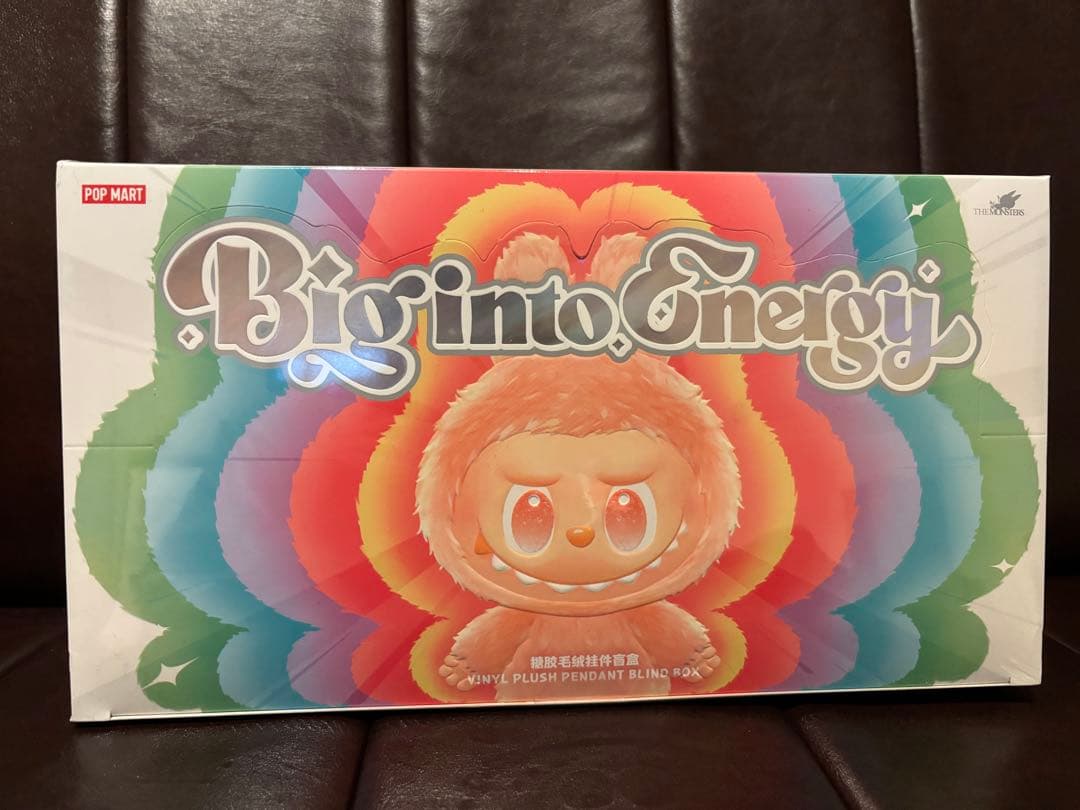 POP MART
THE MONSTERS
Big into Energy
搪胶毛绒挂件盲盒
VINYL PLUSH PENDANT BLIND BOX